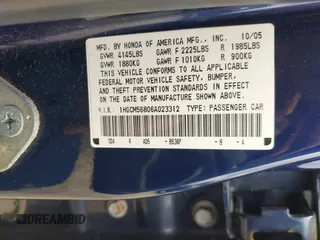 MFD. BY HONDA OF AMERICA MFG., INC. 10/05
GVWR 4145LBS GAWR F 2225LBS R 1985LBS
GVWR 1880KG GAWR F 1010KG R 900KG
THIS VEHICLE CONFORMS TO ALL APPLICABLE
FEDERAL MOTOR VEHICLE SAFETY, BUMPER,
AND THEFT PREVENTION STANDARDS IN EFFECT
ON THE DATE OF MANUFACTURE SHOWN ABOVE.
1HGCM56806A023312 TYPE: PASSENGER CAR
SDA B A
DREAMBID